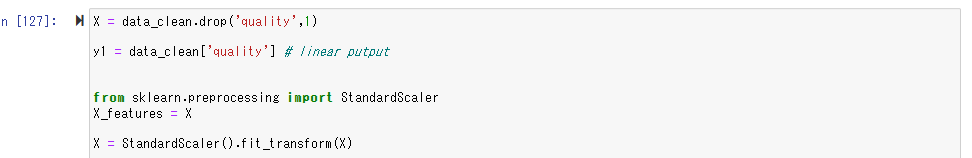 n [127]: X = data_clean.drop('quality',1)
y1 = data_clean['quality'] # linear putput
from sklearn.preprocessing import StandardScaler
X_features = X
X = StandardScaler().fit_transform(X)